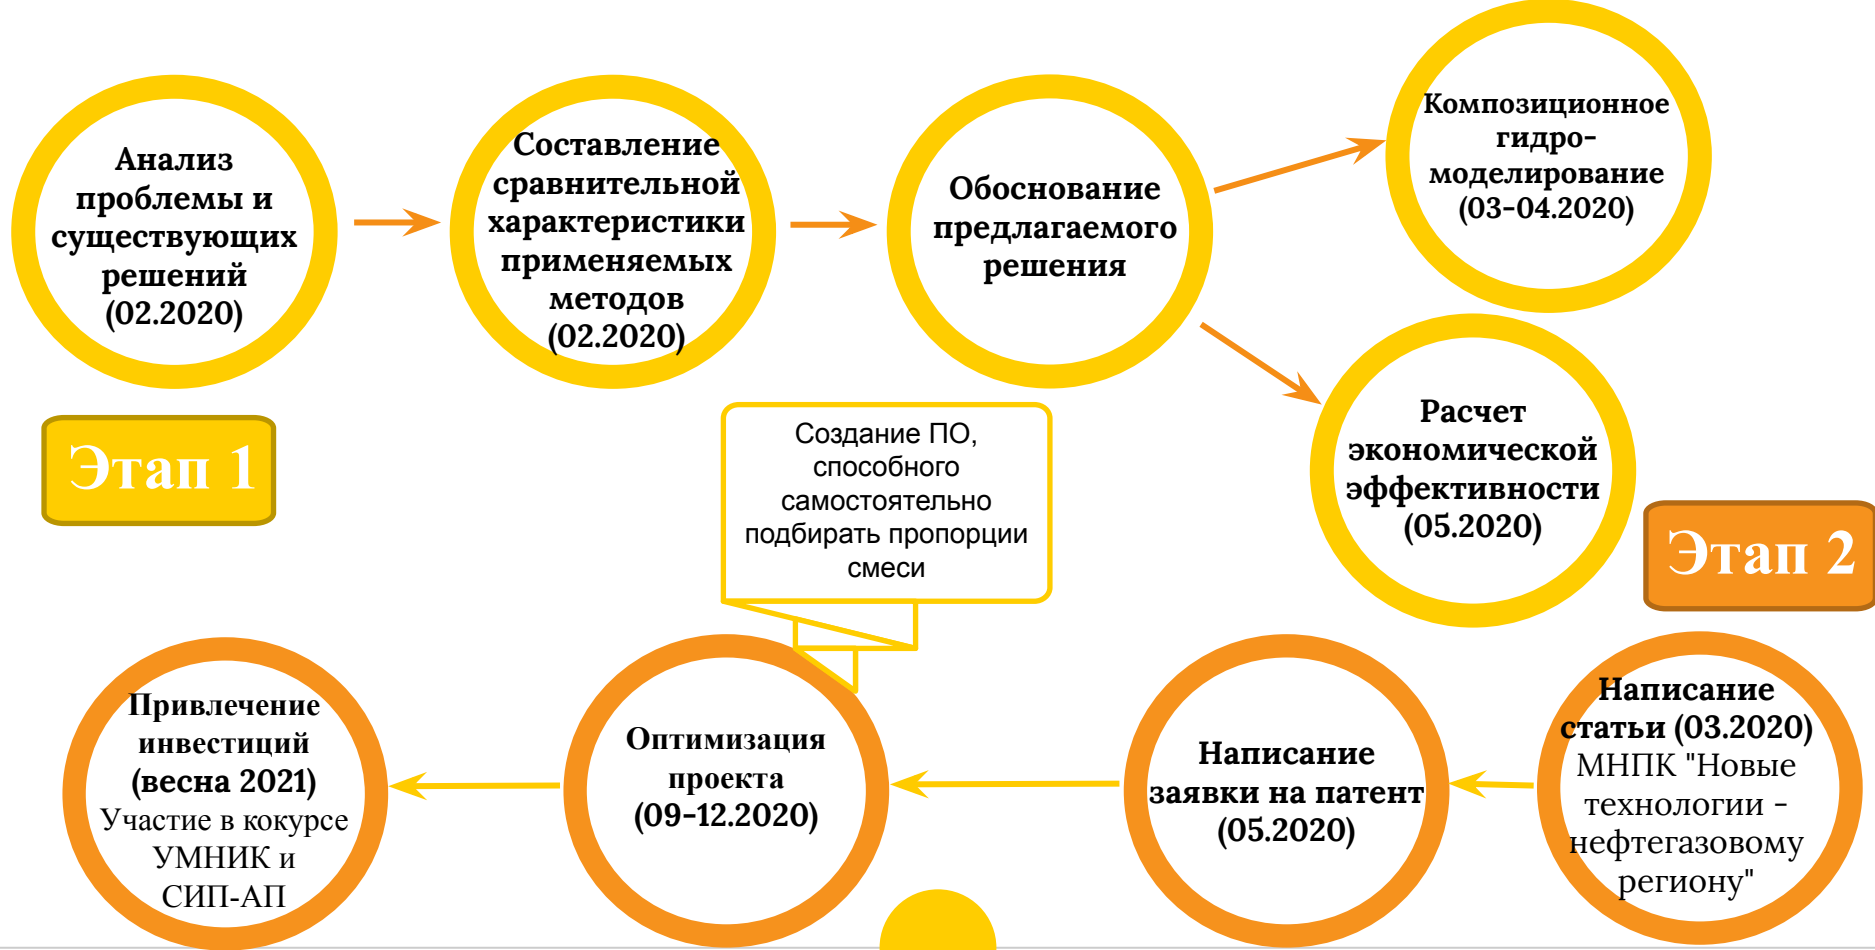 Анализ
проблемы и
существующих
решений
(02.2020)
Составление
сравнительной
характеристики
применяемых
методов
(02.2020)
Обоснование
предлагаемого
решения
Композиционное
гидро-
моделирование
(03-04.2020)
Расчет
экономической
эффективности
(05.2020)
Этап 1
Создание ПО,
способного
самостоятельно
подбирать пропорции
смеси
Этап 2
Написание
статьи (03.2020)
МНПК "Новые
технологии -
нефтегазовому
региону"
Написание
заявки на патент
(05.2020)
Оптимизация
проекта
(09-12.2020)
Привлечение
инвестиций
(весна 2021)
Участие в кокурсе
УМНИК и
СИП-АП